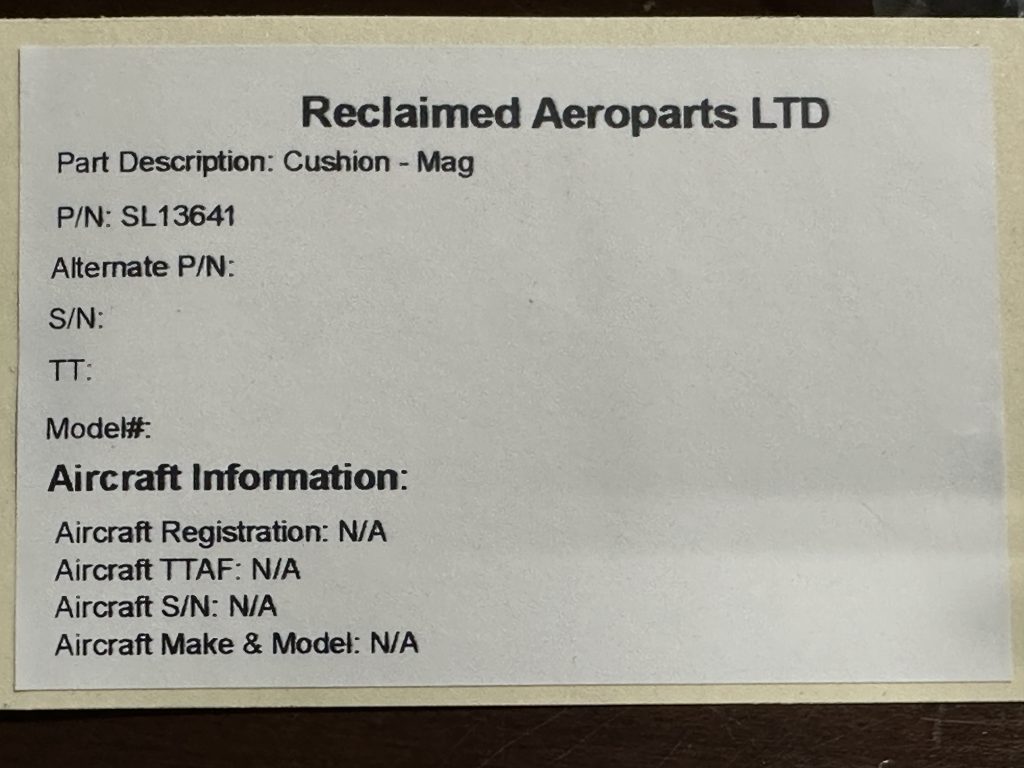 Reclaimed Aeroparts LTD
Part Description: Cushion - Mag
P/N: SL13641
Alternate P/N:
S/N:
TT:
Model#:
Aircraft Information:
Aircraft Registration: N/A
Aircraft TTAF: N/A
Aircraft S/N: N/A
Aircraft Make & Model: N/A